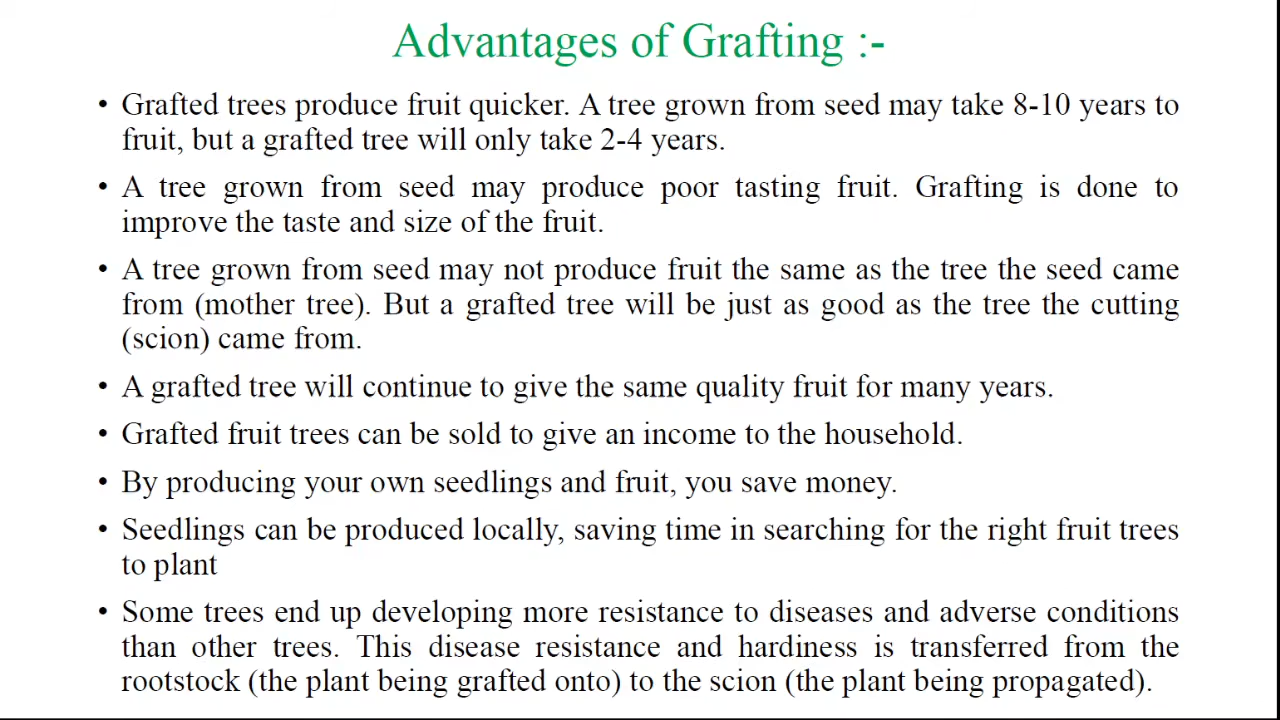 Advantages of Grafting :-
• Grafted trees produce fruit quicker. A tree grown from seed may take 8-10 years to
fruit, but a grafted tree will only take 2-4 years.
• A tree grown from seed may produce poor tasting fruit. Grafting is done to
improve the taste and size of the fruit.
• A tree grown from seed may not produce fruit the same as the tree the seed came
from (mother tree). But a grafted tree will be just as good as the tree the cutting
(scion) came from.
• A grafted tree will continue to give the same quality fruit for many years.
• Grafted fruit trees can be sold to give an income to the household.
• By producing your own seedlings and fruit, you save money.
• Seedlings can be produced locally, saving time in searching for the right fruit trees
to plant
• Some trees end up developing more resistance to diseases and adverse conditions
than other trees. This disease resistance and hardiness is transferred from the
rootstock (the plant being grafted onto) to the scion (the plant being propagated).